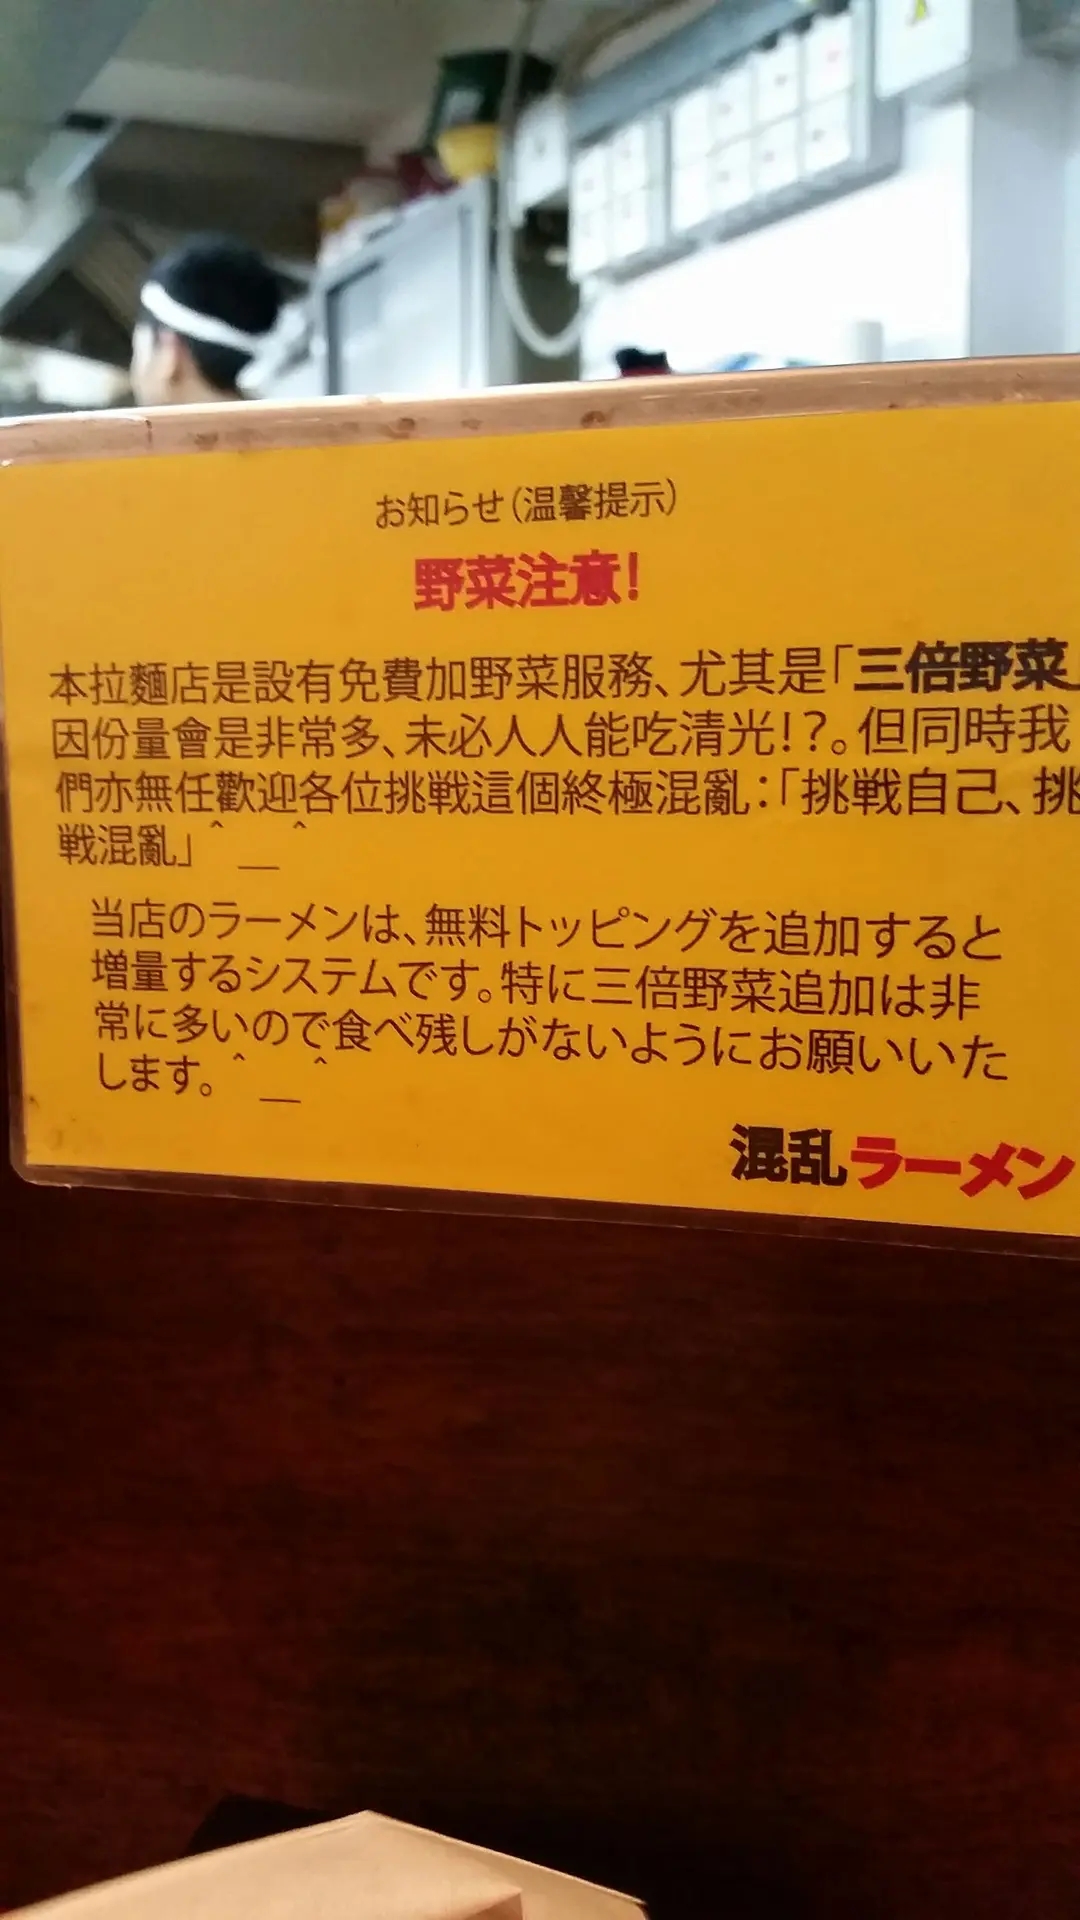 お知らせ(温馨提示)
野菜注意!
本拉麵店是設有免費加野菜服務、尤其是「三倍野菜」
因份量會是非常多、未必人人能吃清光!?。但同時我
們亦無任歡迎各位挑戦這個終極混亂:「挑戦自己、挑
戦混亂」^__^
当店のラーメンは、無料トッピングを追加すると
増量するシステムです。特に三倍野菜追加は非
常に多いので食べ残しがないようにお願いいた
します。^__^
混乱ラーメン